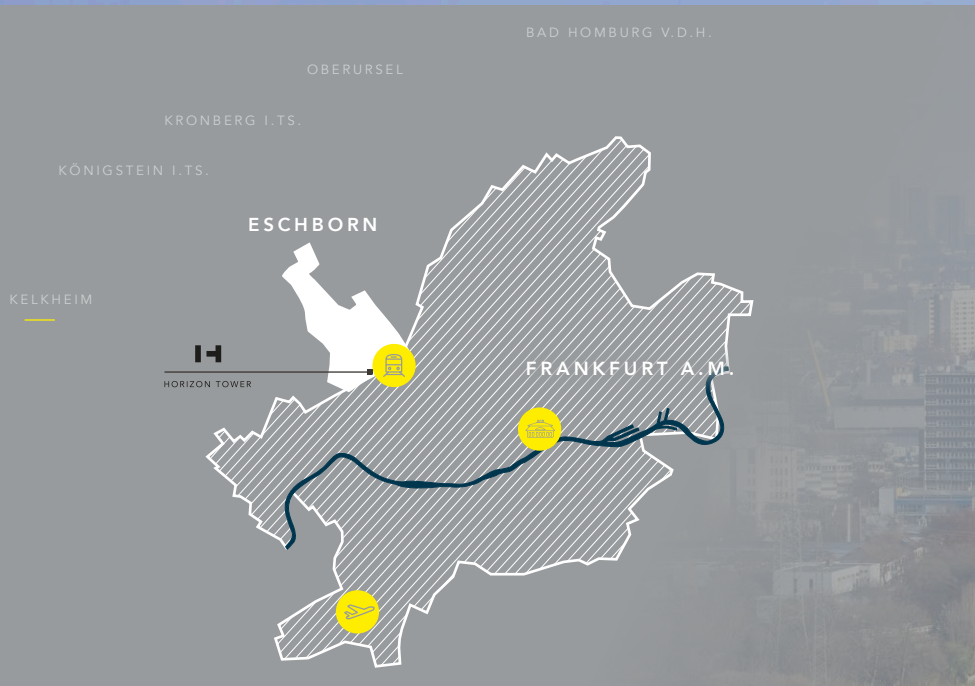 BAD HOMBURG V.D.H.
OBERURSEL
KRONBERG I.TS.
KÖNIGSTEIN I.TS.
ESCHBORN
KELKHEIM
HORIZON TOWER
FRANKFURT A.M.